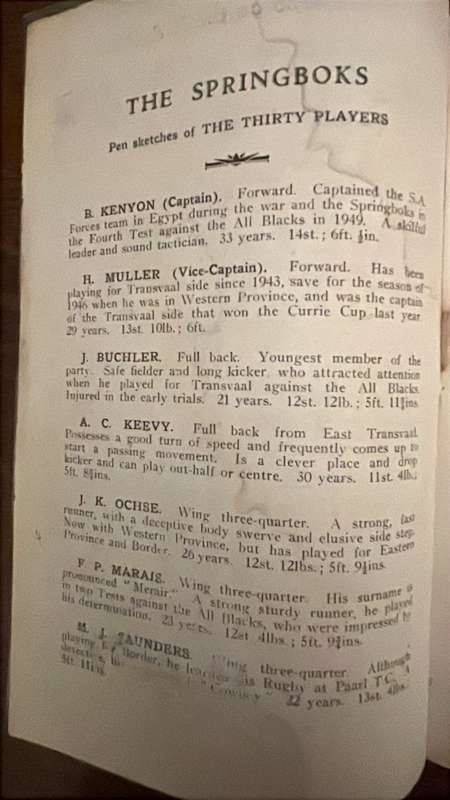 THE SPRINGBOKS
Pen sketches of THE THIRTY PLAYERS
B. KENYON (Captain). Forward. Captained the S.A.
Forces team in Egypt during the war and the Springboks in
the Fourth Test against the All Blacks in 1949. A skilful
leader and sound tactician. 33 years. 14st.; 6ft. ½in.
H. MULLER (Vice-Captain). Forward. Has been
playing for Transvaal side since 1943, save for the season of
1946 when he was in Western Province, and was the captain
of the Transvaal side that won the Currie Cup last year
29 years. 13st. 10lb.; 6ft.
J. BUCHLER. Full back. Youngest member of the
party. Safe fielder and long kicker, who attracted attention
when he played for Transvaal against the All Blacks.
Injured in the early trials. 21 years. 12st. 12lb.; 5ft.
A. C. KEEVY. Full back from East Transvaal.
Possesses a good turn of speed and frequently comes up to
start a passing movement. Is a clever place and drop
kicker and can play out-half or centre. 30 years. 11st. 4lb.;
5ft.
J. K. OCHSE. Wing three-quarter. A strong, fast
runner, with a deceptive body swerve and elusive side step.
Now with Western Province, but has played for Eastern
Province and Border. 26 years. 12st. 12lbs.; 5ft.
F. P. MARAIS. Wing three-quarter. His surname is
pronounced "Merair." A strong sturdy runner, he played
in two Tests against the All Blacks, who were impressed by
his determination. 23 years. 12st 4lbs.; 5ft.
M. J. SAUNDERS. Wing three-quarter. Although
playing for Border, he learned his Rugby at Paarl T.C. A
22 years. 13st. 4lbs.
5ft.